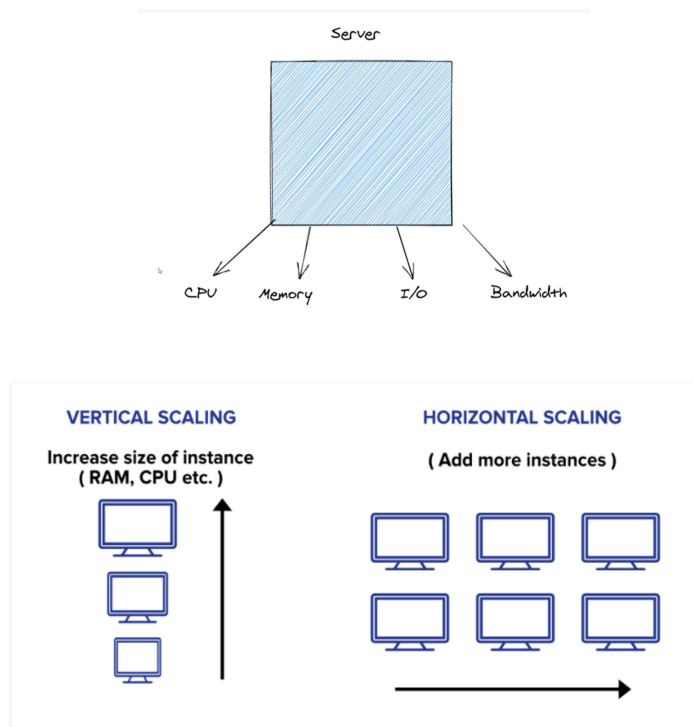 Server
CPU Memory I/O Bandwidth
VERTICAL SCALING
Increase size of instance
( RAM, CPU etc. )
HORIZONTAL SCALING
( Add more instances )